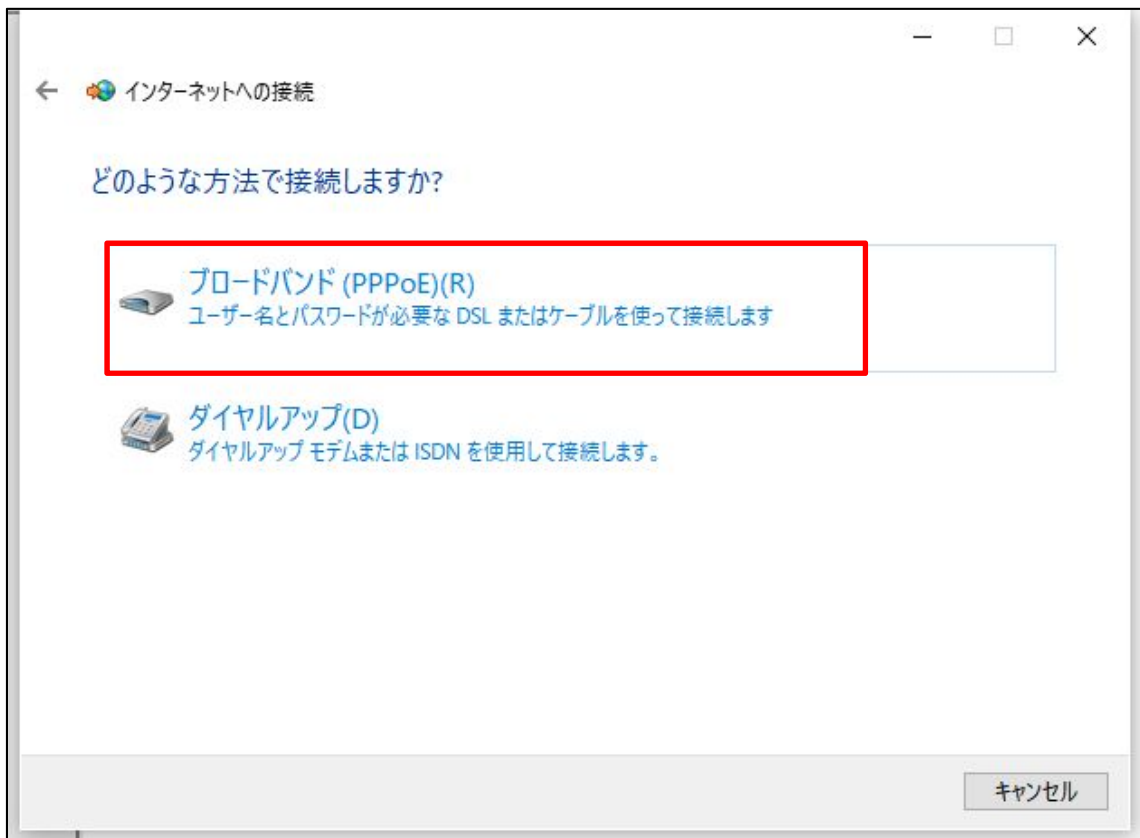 インターネットへの接続
どのような方法で接続しますか?
ブロードバンド (PPPoE)(R)
ユーザー名とパスワードが必要な DSL またはケーブルを使って接続します
ダイヤルアップ(D)
ダイヤルアップ モデムまたは ISDN を使用して接続します。
キャンセル